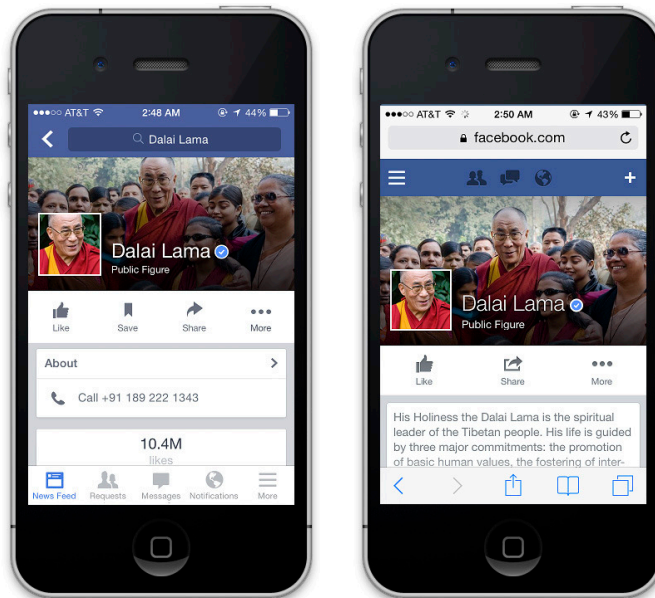 AT&T 2:48 AM 44%
Dalai Lama
Dalai Lama
Public Figure
Like Save Share More
About
Call +91 189 222 1343
10.4M
likes
News Feed Requests Messages Notifications More
AT&T 2:50 AM 43%
facebook.com
Dalai Lama
Public Figure
Like Share More
His Holiness the Dalai Lama is the spiritual
leader of the Tibetan people. His life is guided
by three major commitments: the promotion
of basic human values, the fostering of inter-